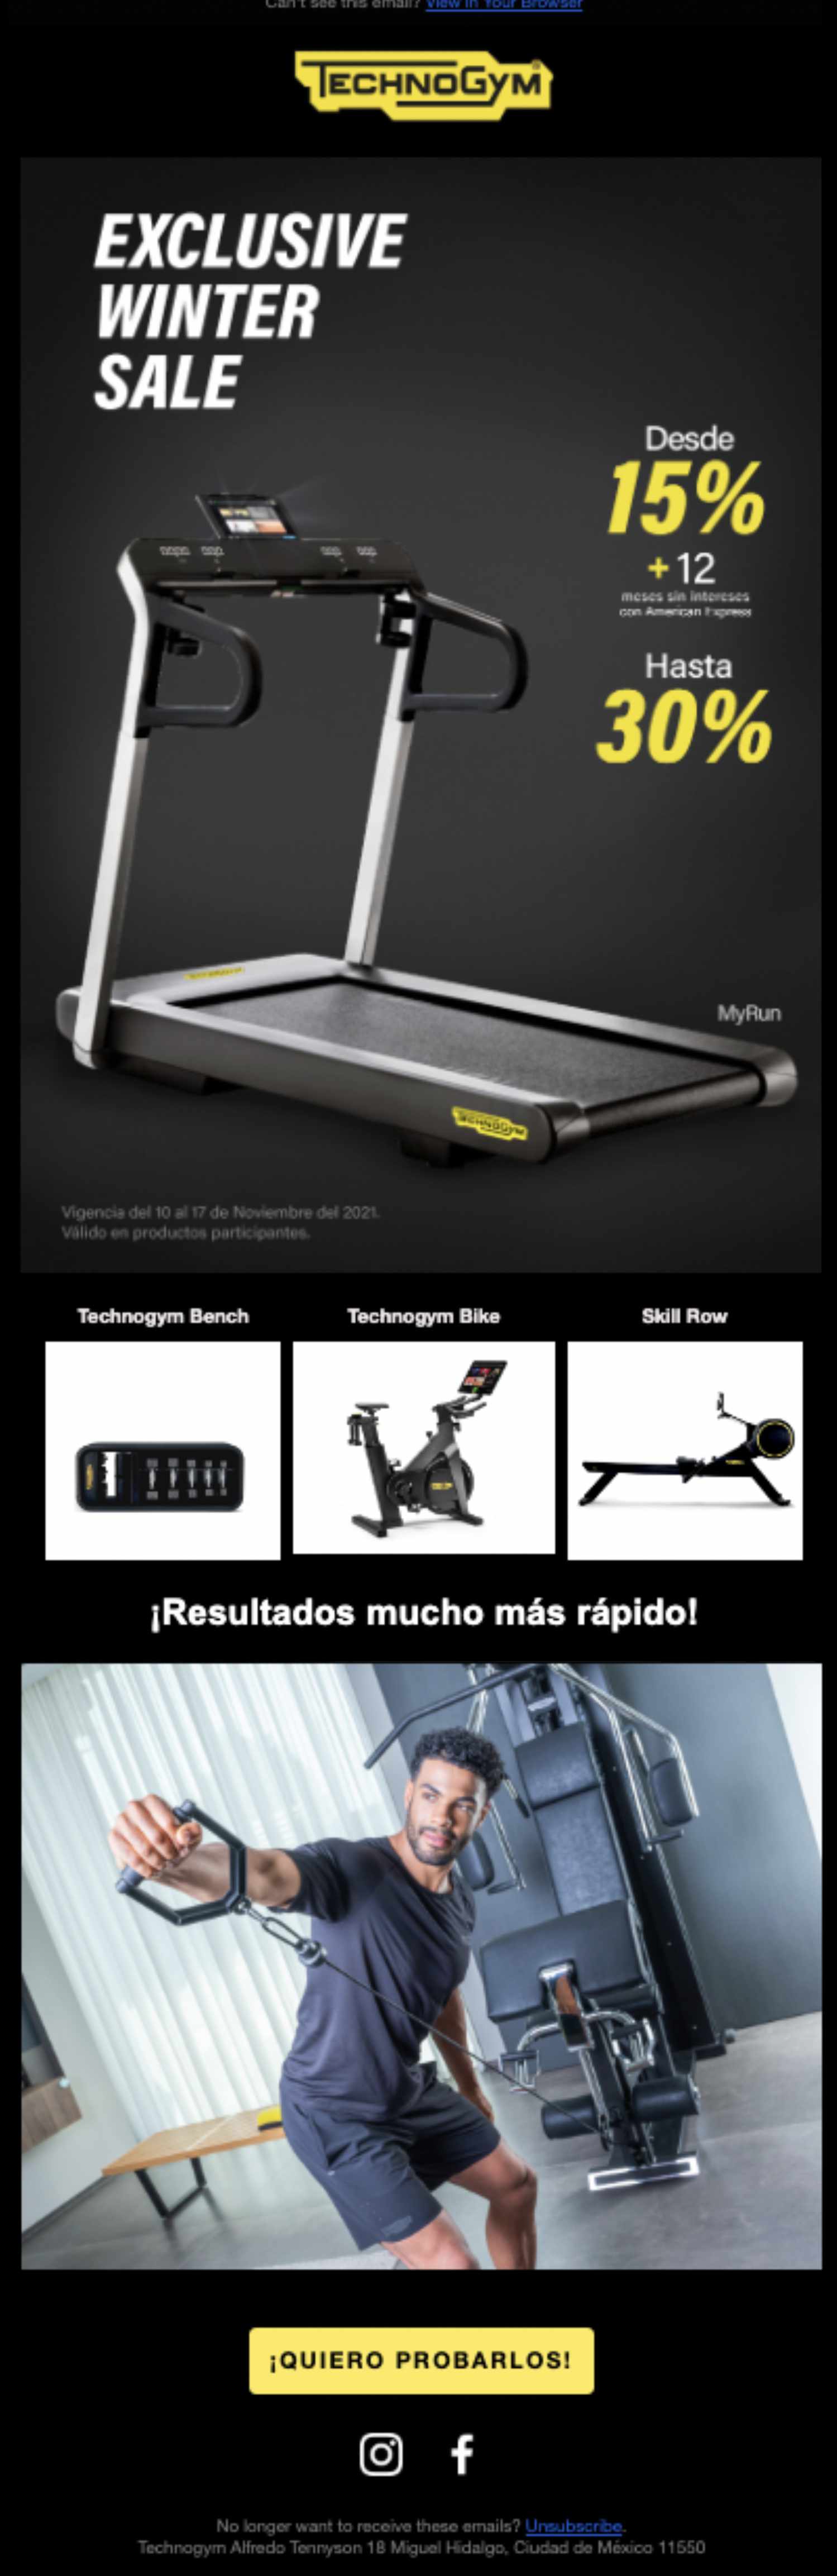 Can't see this email? View in Your Browser
TECHNOGYM®
EXCLUSIVE
WINTER
SALE
Desde
15%
+ 12
meses sin intereses
con American Express
Hasta
30%
MyRun
TECHNOGYM
Vigencia del 10 al 17 de Noviembre del 2021.
Válido en productos participantes.
Technogym Bench
Technogym Bike
Skill Row
¡Resultados mucho más rápido!
¡QUIERO PROBARLOS!
No longer want to receive these emails? Unsubscribe.
Technogym Alfredo Tennyson 18 Miguel Hidalgo, Ciudad de México 11550